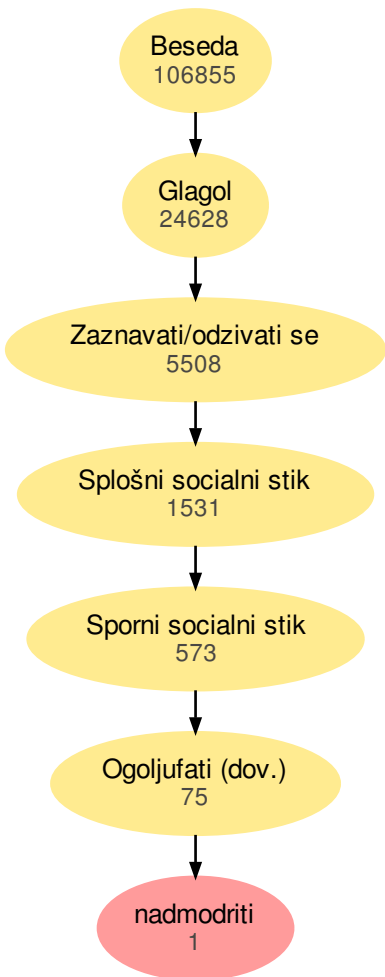 Beseda
106855
Glagol
24628
Zaznavati/odzivati se
5508
Splošni socialni stik
1531
Sporni socialni stik
573
Ogoljufati (dov.)
75
nadmodriti
1